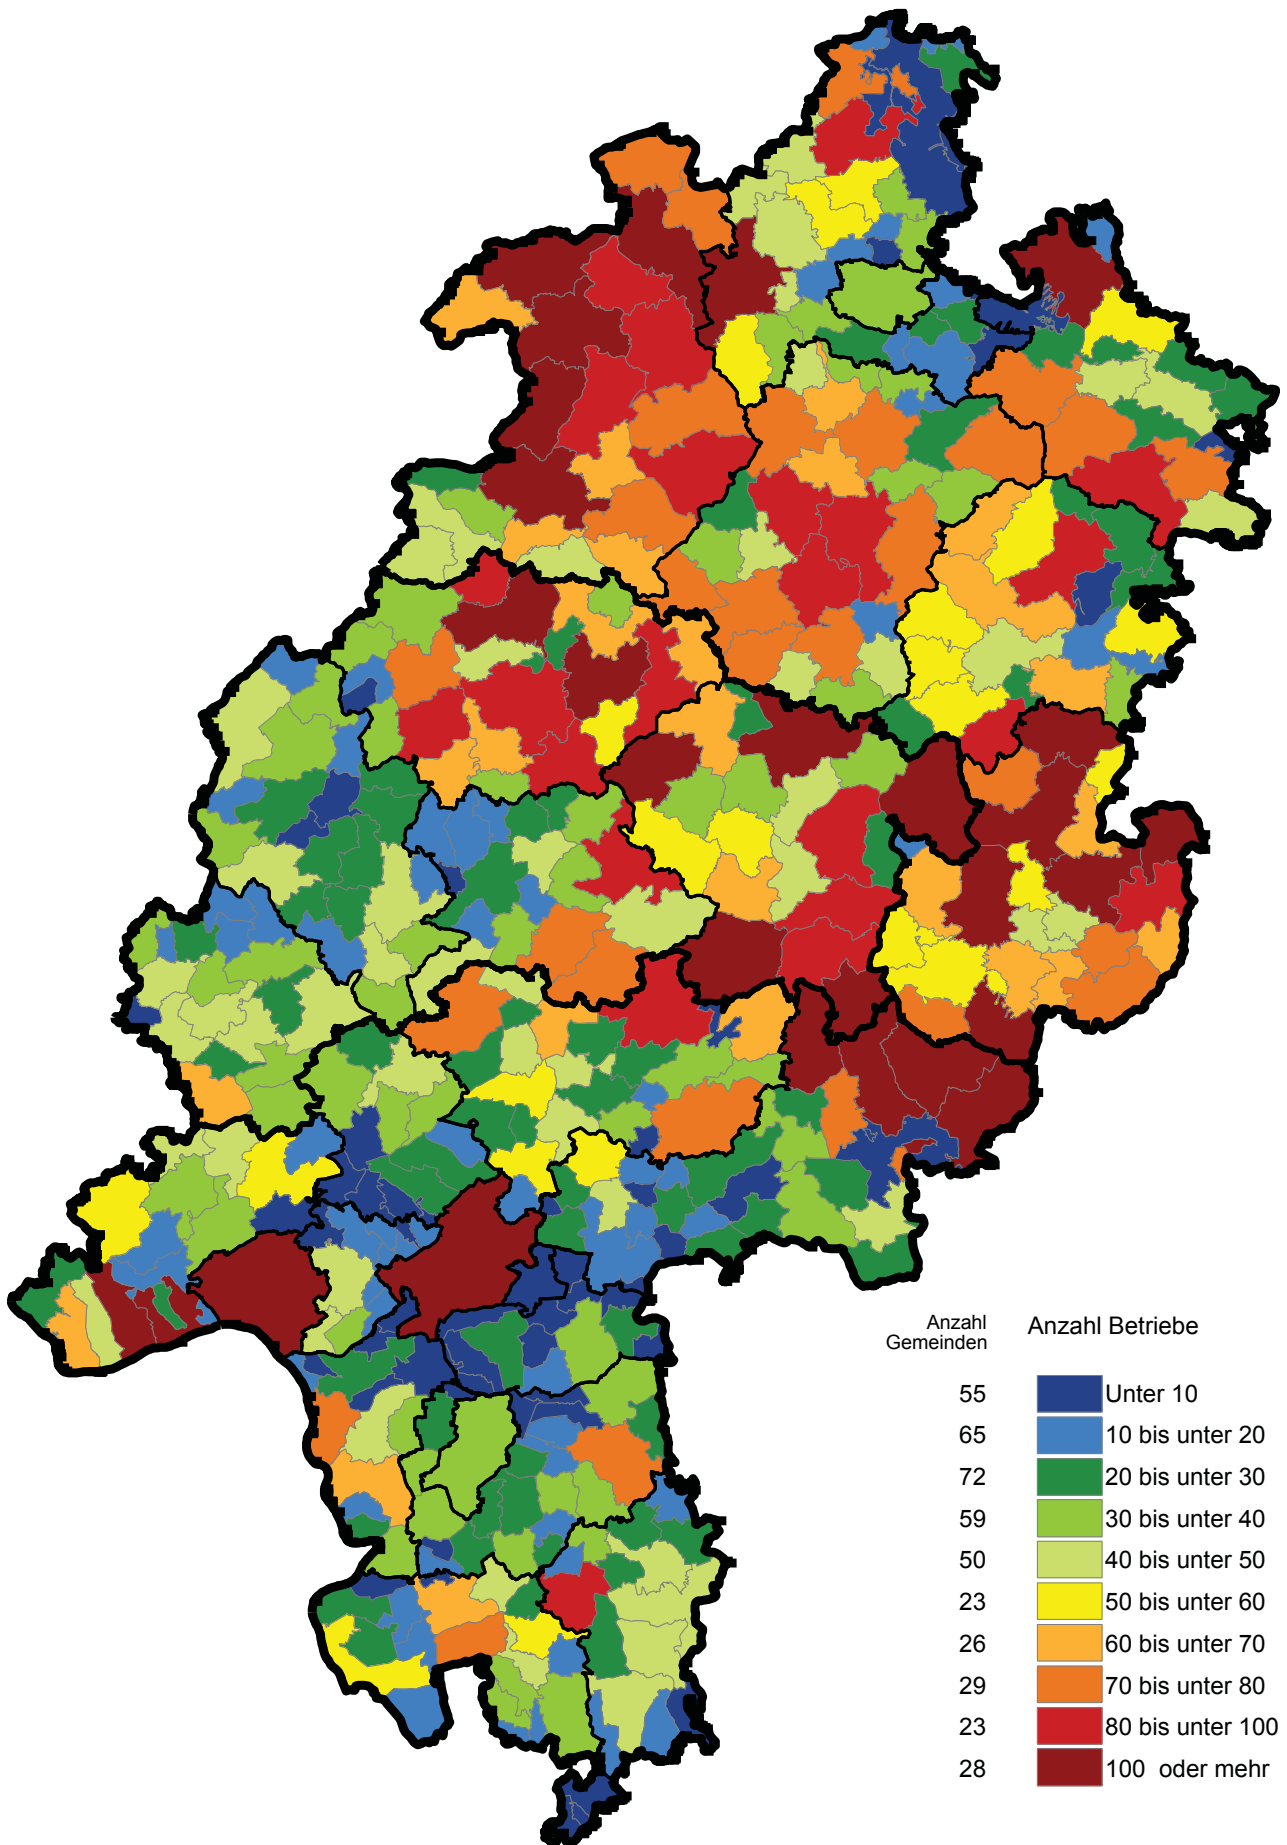 Anzahl
Gemeinden
Anzahl Betriebe
55 Unter 10
65 10 bis unter 20
72 20 bis unter 30
59 30 bis unter 40
50 40 bis unter 50
23 50 bis unter 60
26 60 bis unter 70
29 70 bis unter 80
23 80 bis unter 100
28 100 oder mehr